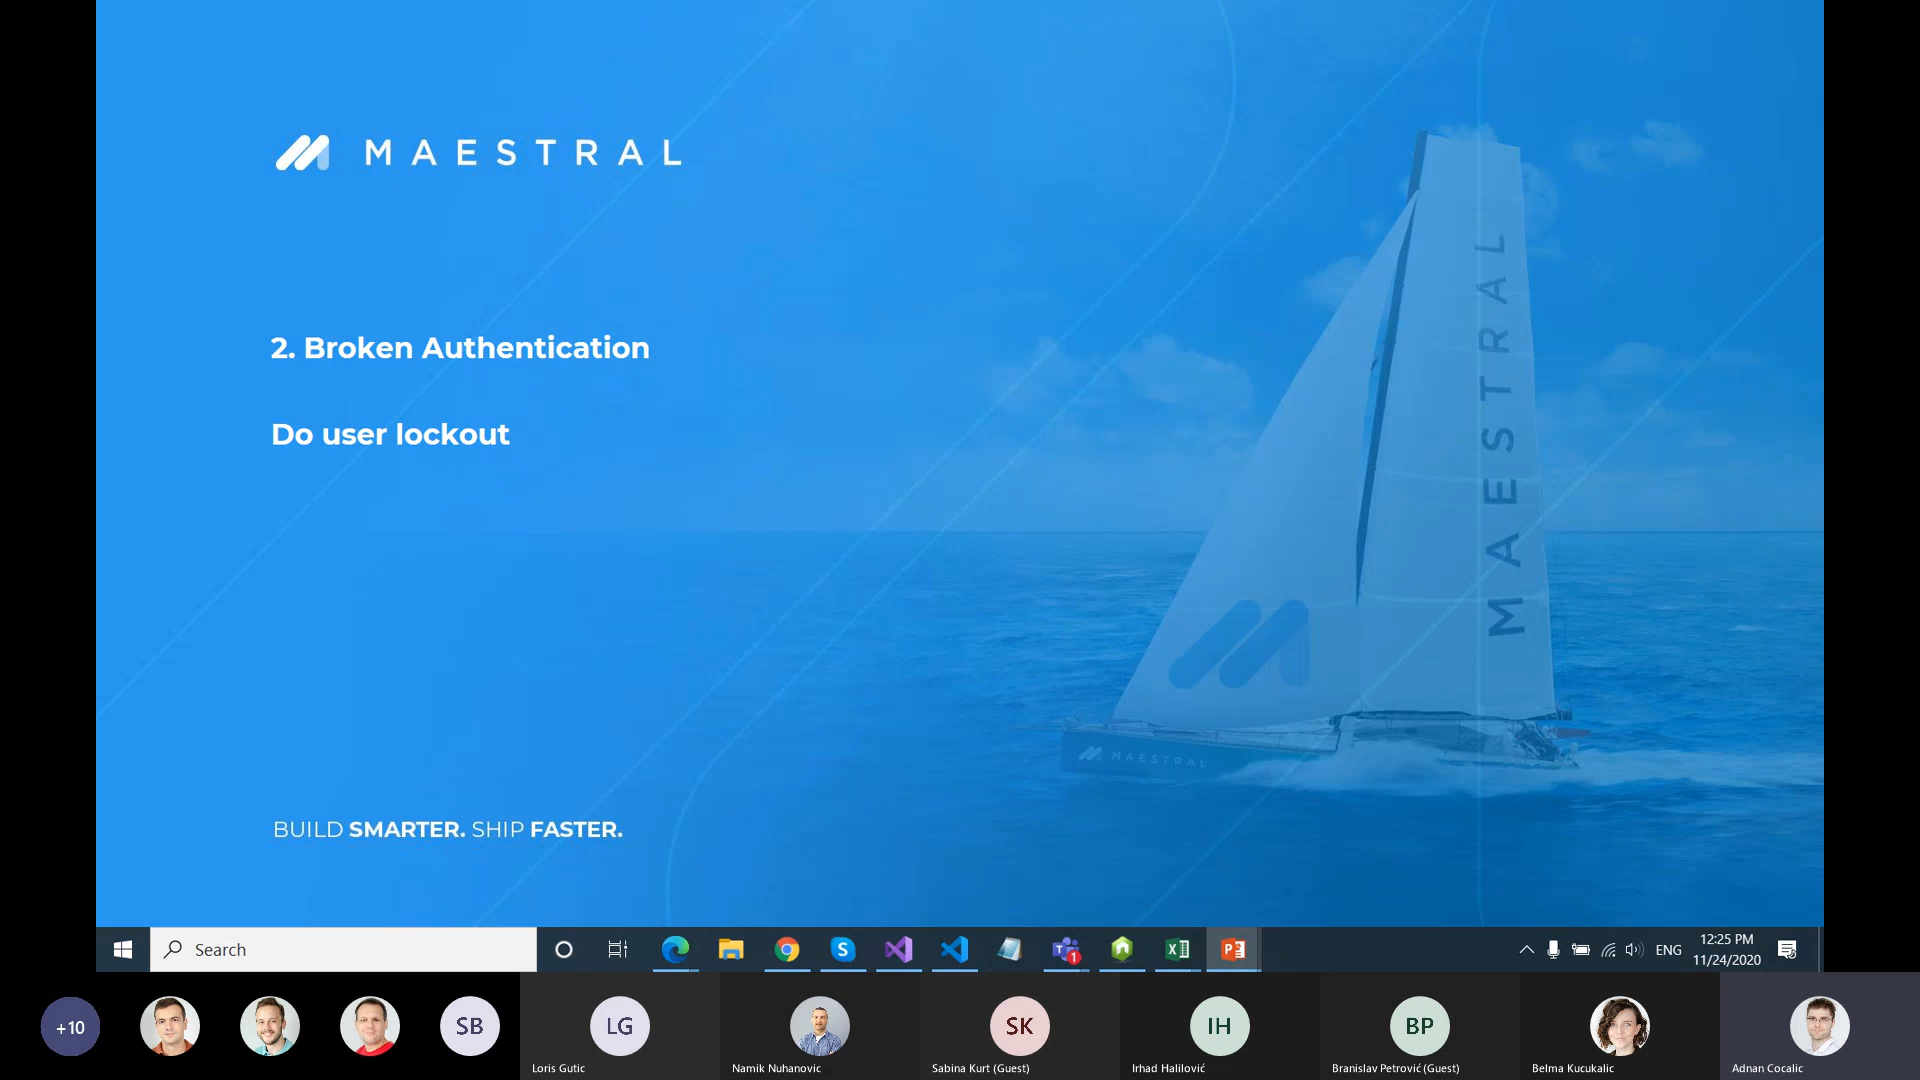 MAESTRAL
2. Broken Authentication
Do user lockout
MAESTRAL
MAESTRAL
BUILD SMARTER. SHIP FASTER.
Search
S
T
1
X
P
ENG
12:25 PM
11/24/2020
+10
SB
LG
SK
IH
BP
Loris Gutic
Namik Nuhanovic
Sabina Kurt (Guest)
Irhad Halilović
Branislav Petrović (Guest)
Belma Kucukalic
Adnan Cocalic